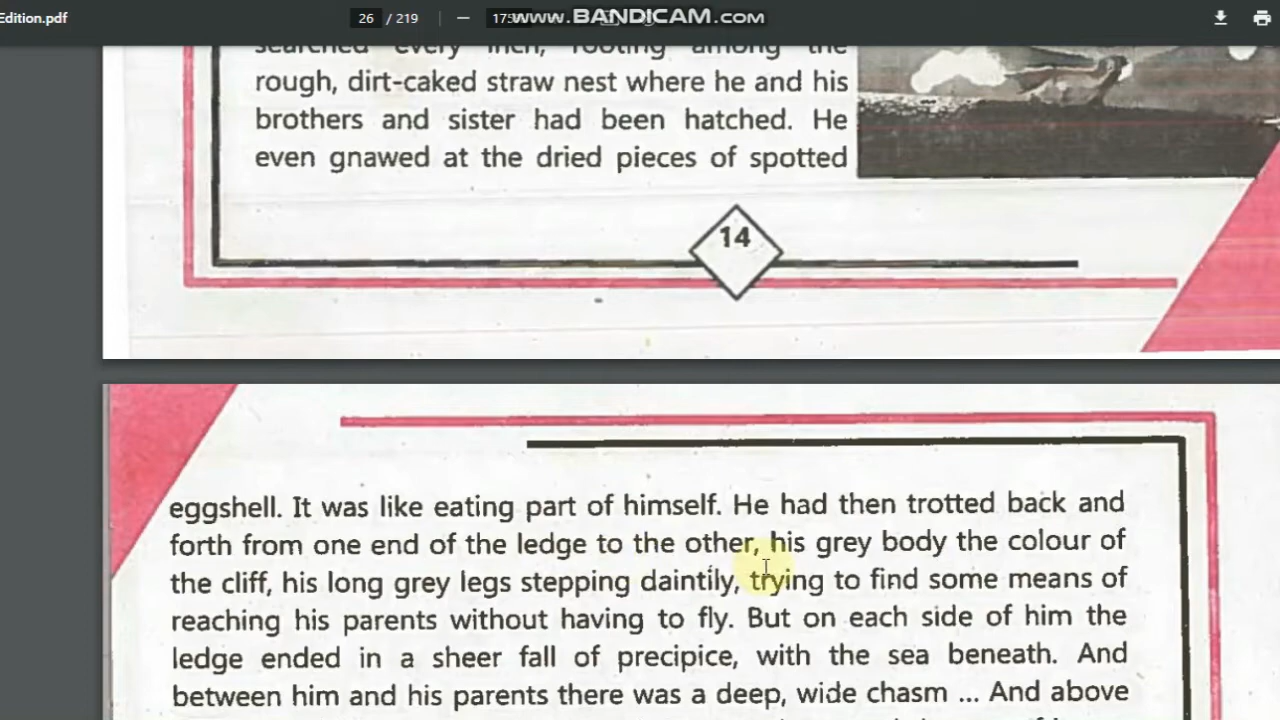 Edition.pdf 26 / 219 www.BANDICAM.com
searched every inch, rooting among the
rough, dirt-caked straw nest where he and his
brothers and sister had been hatched. He
even gnawed at the dried pieces of spotted
14
eggshell. It was like eating part of himself. He had then trotted back and
forth from one end of the ledge to the other, his grey body the colour of
the cliff, his long grey legs stepping daintily, trying to find some means of
reaching his parents without having to fly. But on each side of him the
ledge ended in a sheer fall of precipice, with the sea beneath. And
between him and his parents there was a deep, wide chasm ... And above